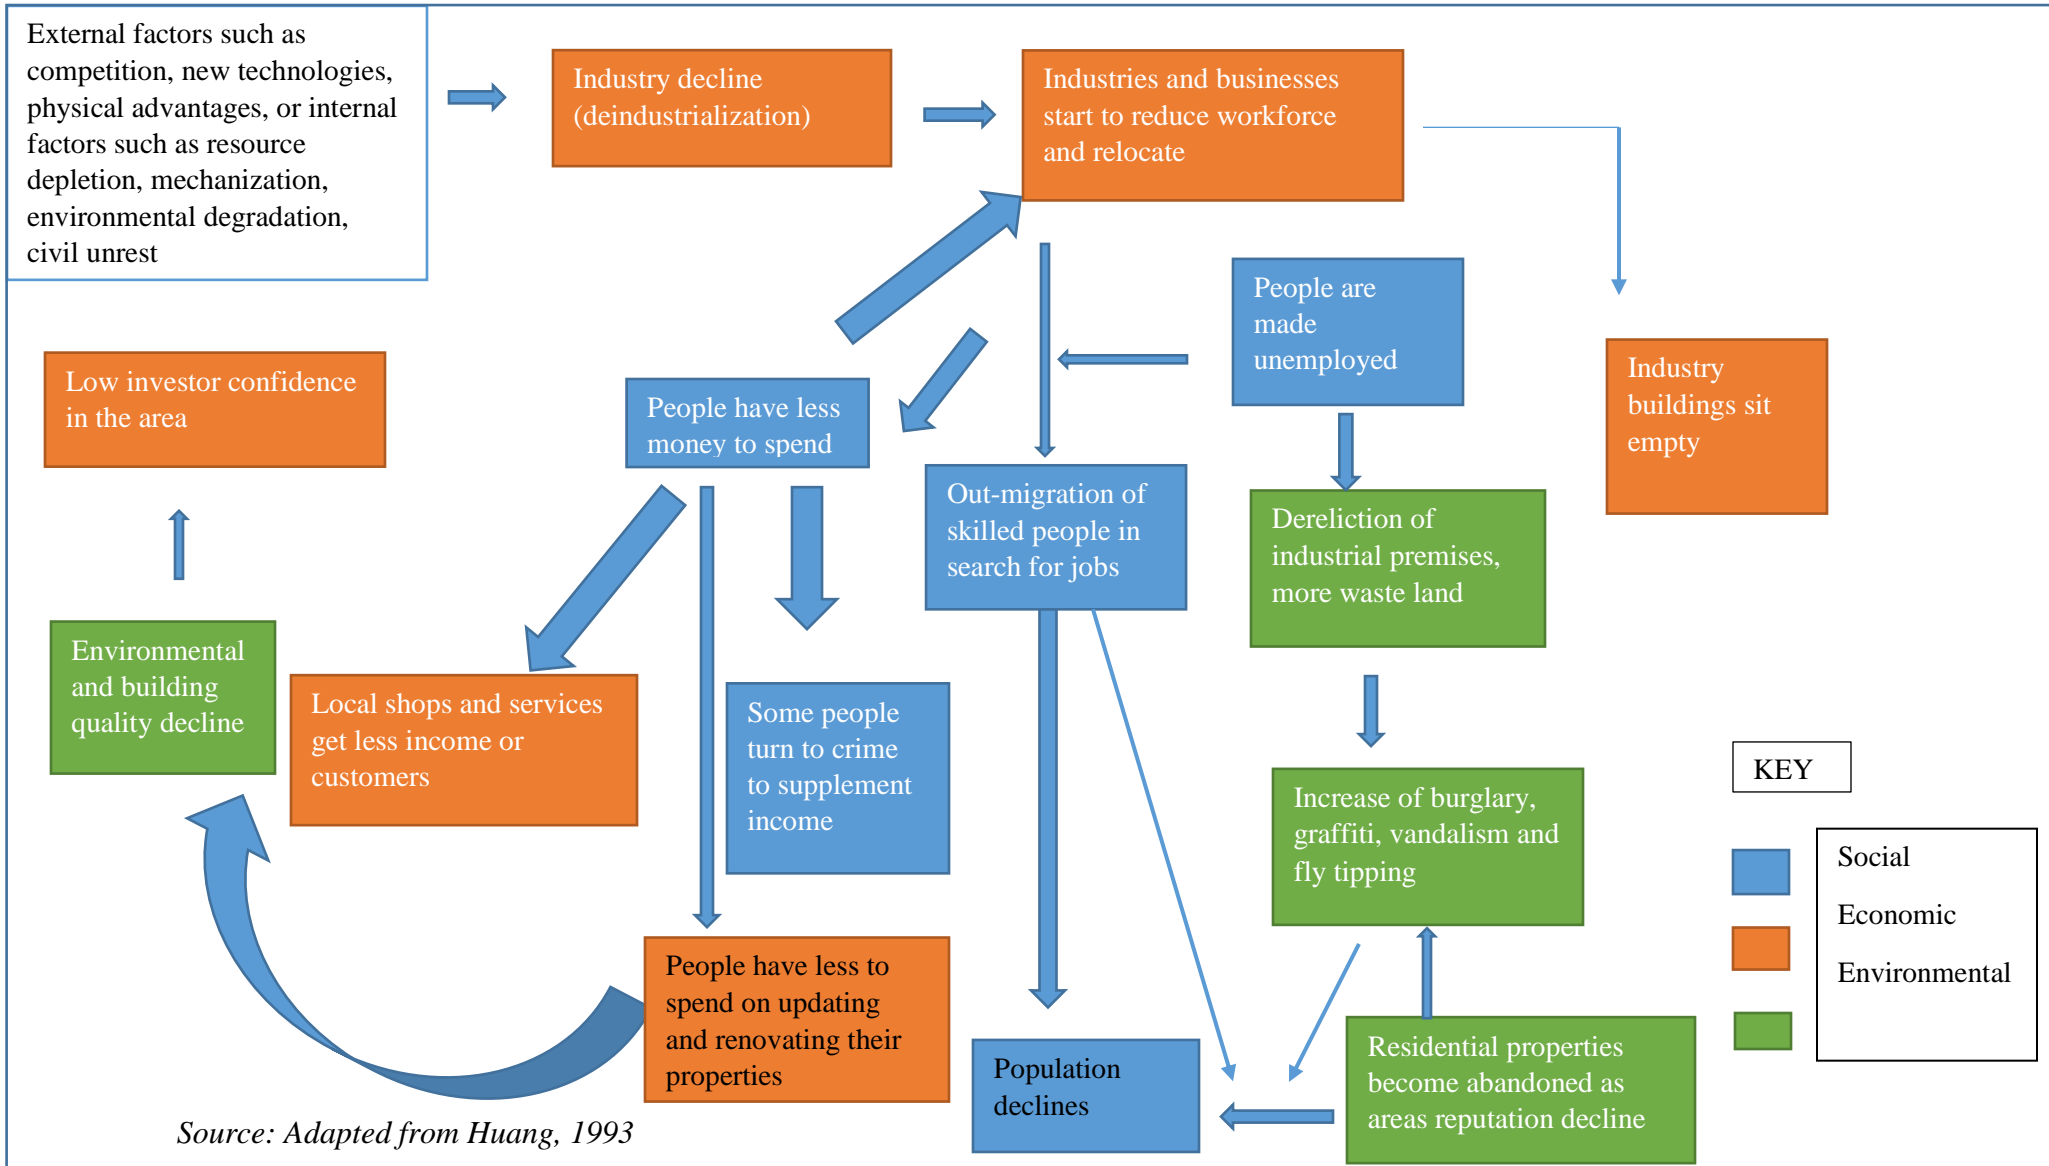 External factors such as
competition, new technologies,
physical advantages, or internal
factors such as resource
depletion, mechanization,
environmental degradation,
civil unrest
Industry decline
(deindustrialization)
Industries and businesses
start to reduce workforce
and relocate
People are
made
unemployed
Industry
buildings sit
empty
Low investor confidence
in the area
People have less
money to spend
Out-migration of
skilled people in
search for jobs
Dereliction of
industrial premises,
more waste land
Environmental
and building
quality decline
Local shops and services
get less income or
customers
Some people
turn to crime
to supplement
income
Increase of burglary,
graffiti, vandalism and
fly tipping
People have less to
spend on updating
and renovating their
properties
Population
declines
Residential properties
become abandoned as
areas reputation decline
KEY
Social
Economic
Environmental
Source: Adapted from Huang, 1993